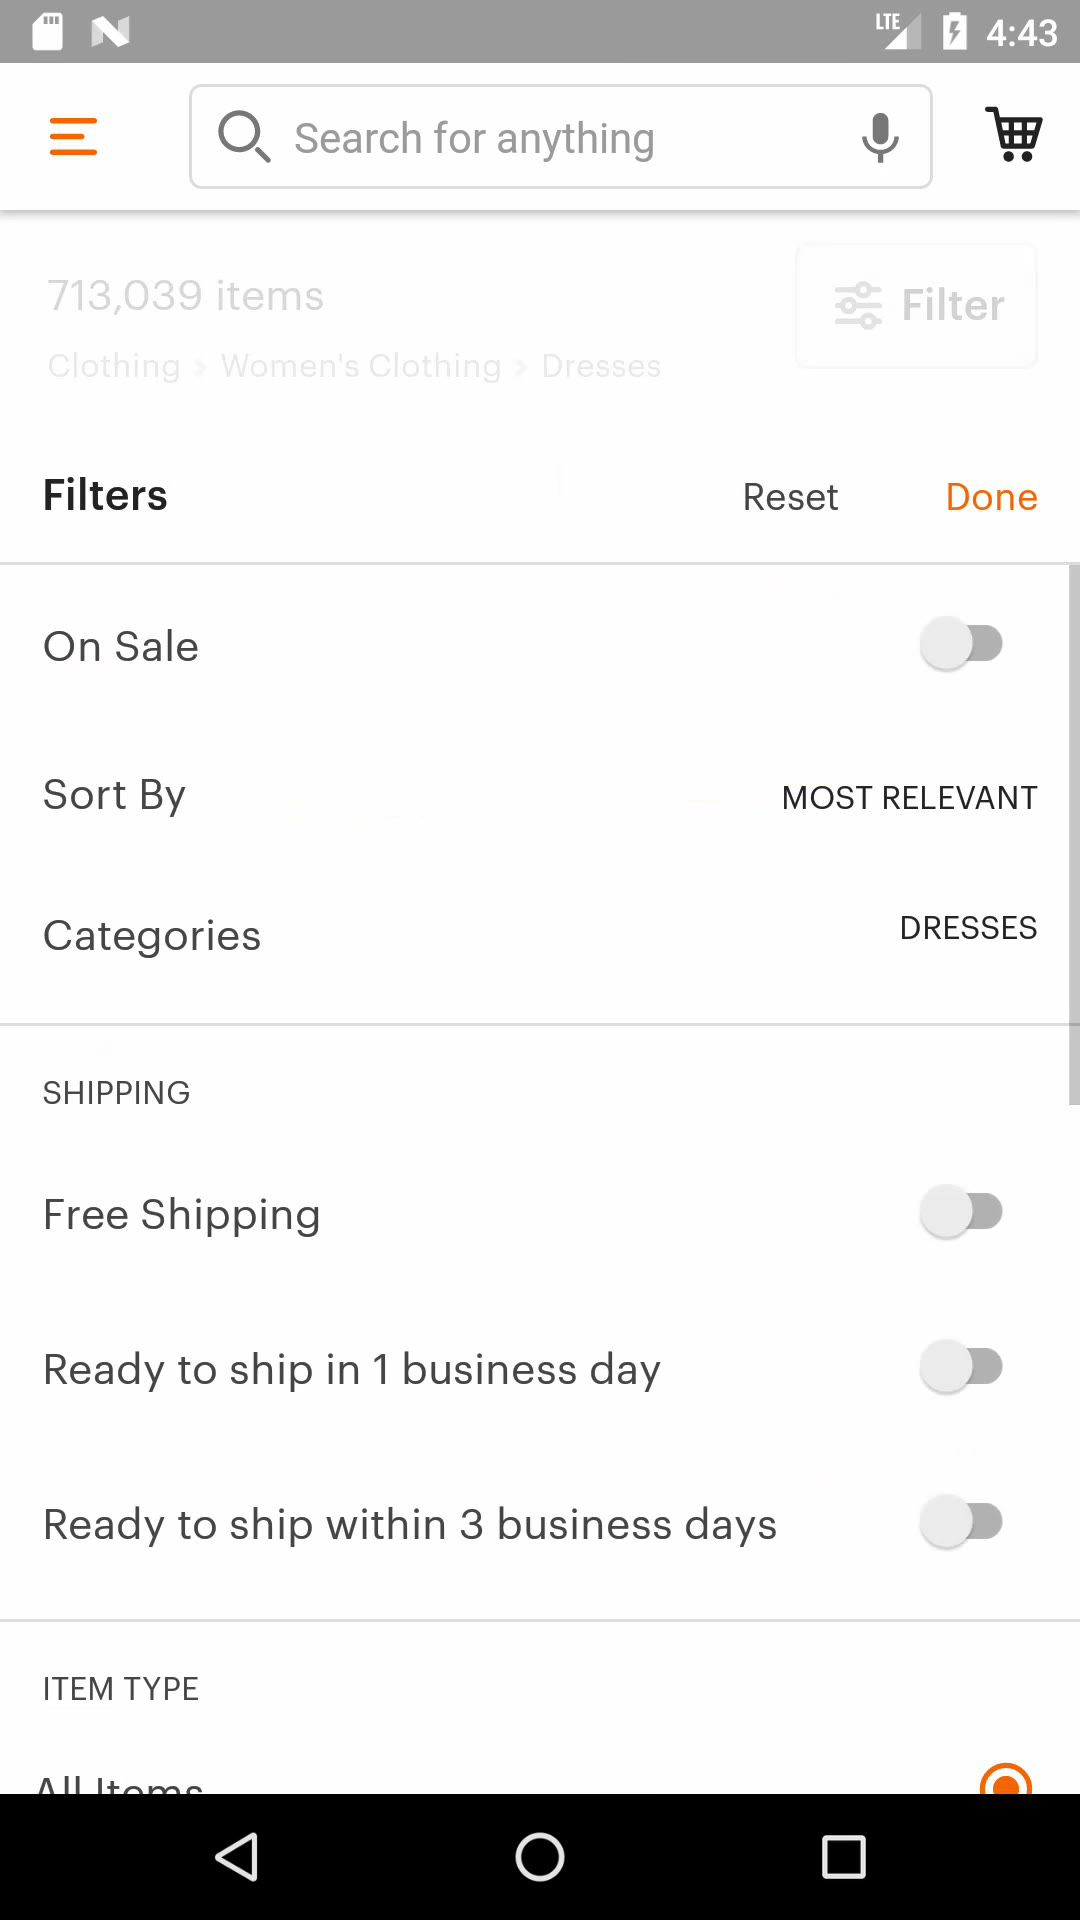 LTE 4:43
Search for anything
713,039 items
Filter
Clothing > Women's Clothing > Dresses
Filters Reset Done
On Sale
Sort By MOST RELEVANT
Categories DRESSES
SHIPPING
Free Shipping
Ready to ship in 1 business day
Ready to ship within 3 business days
ITEM TYPE
All Items